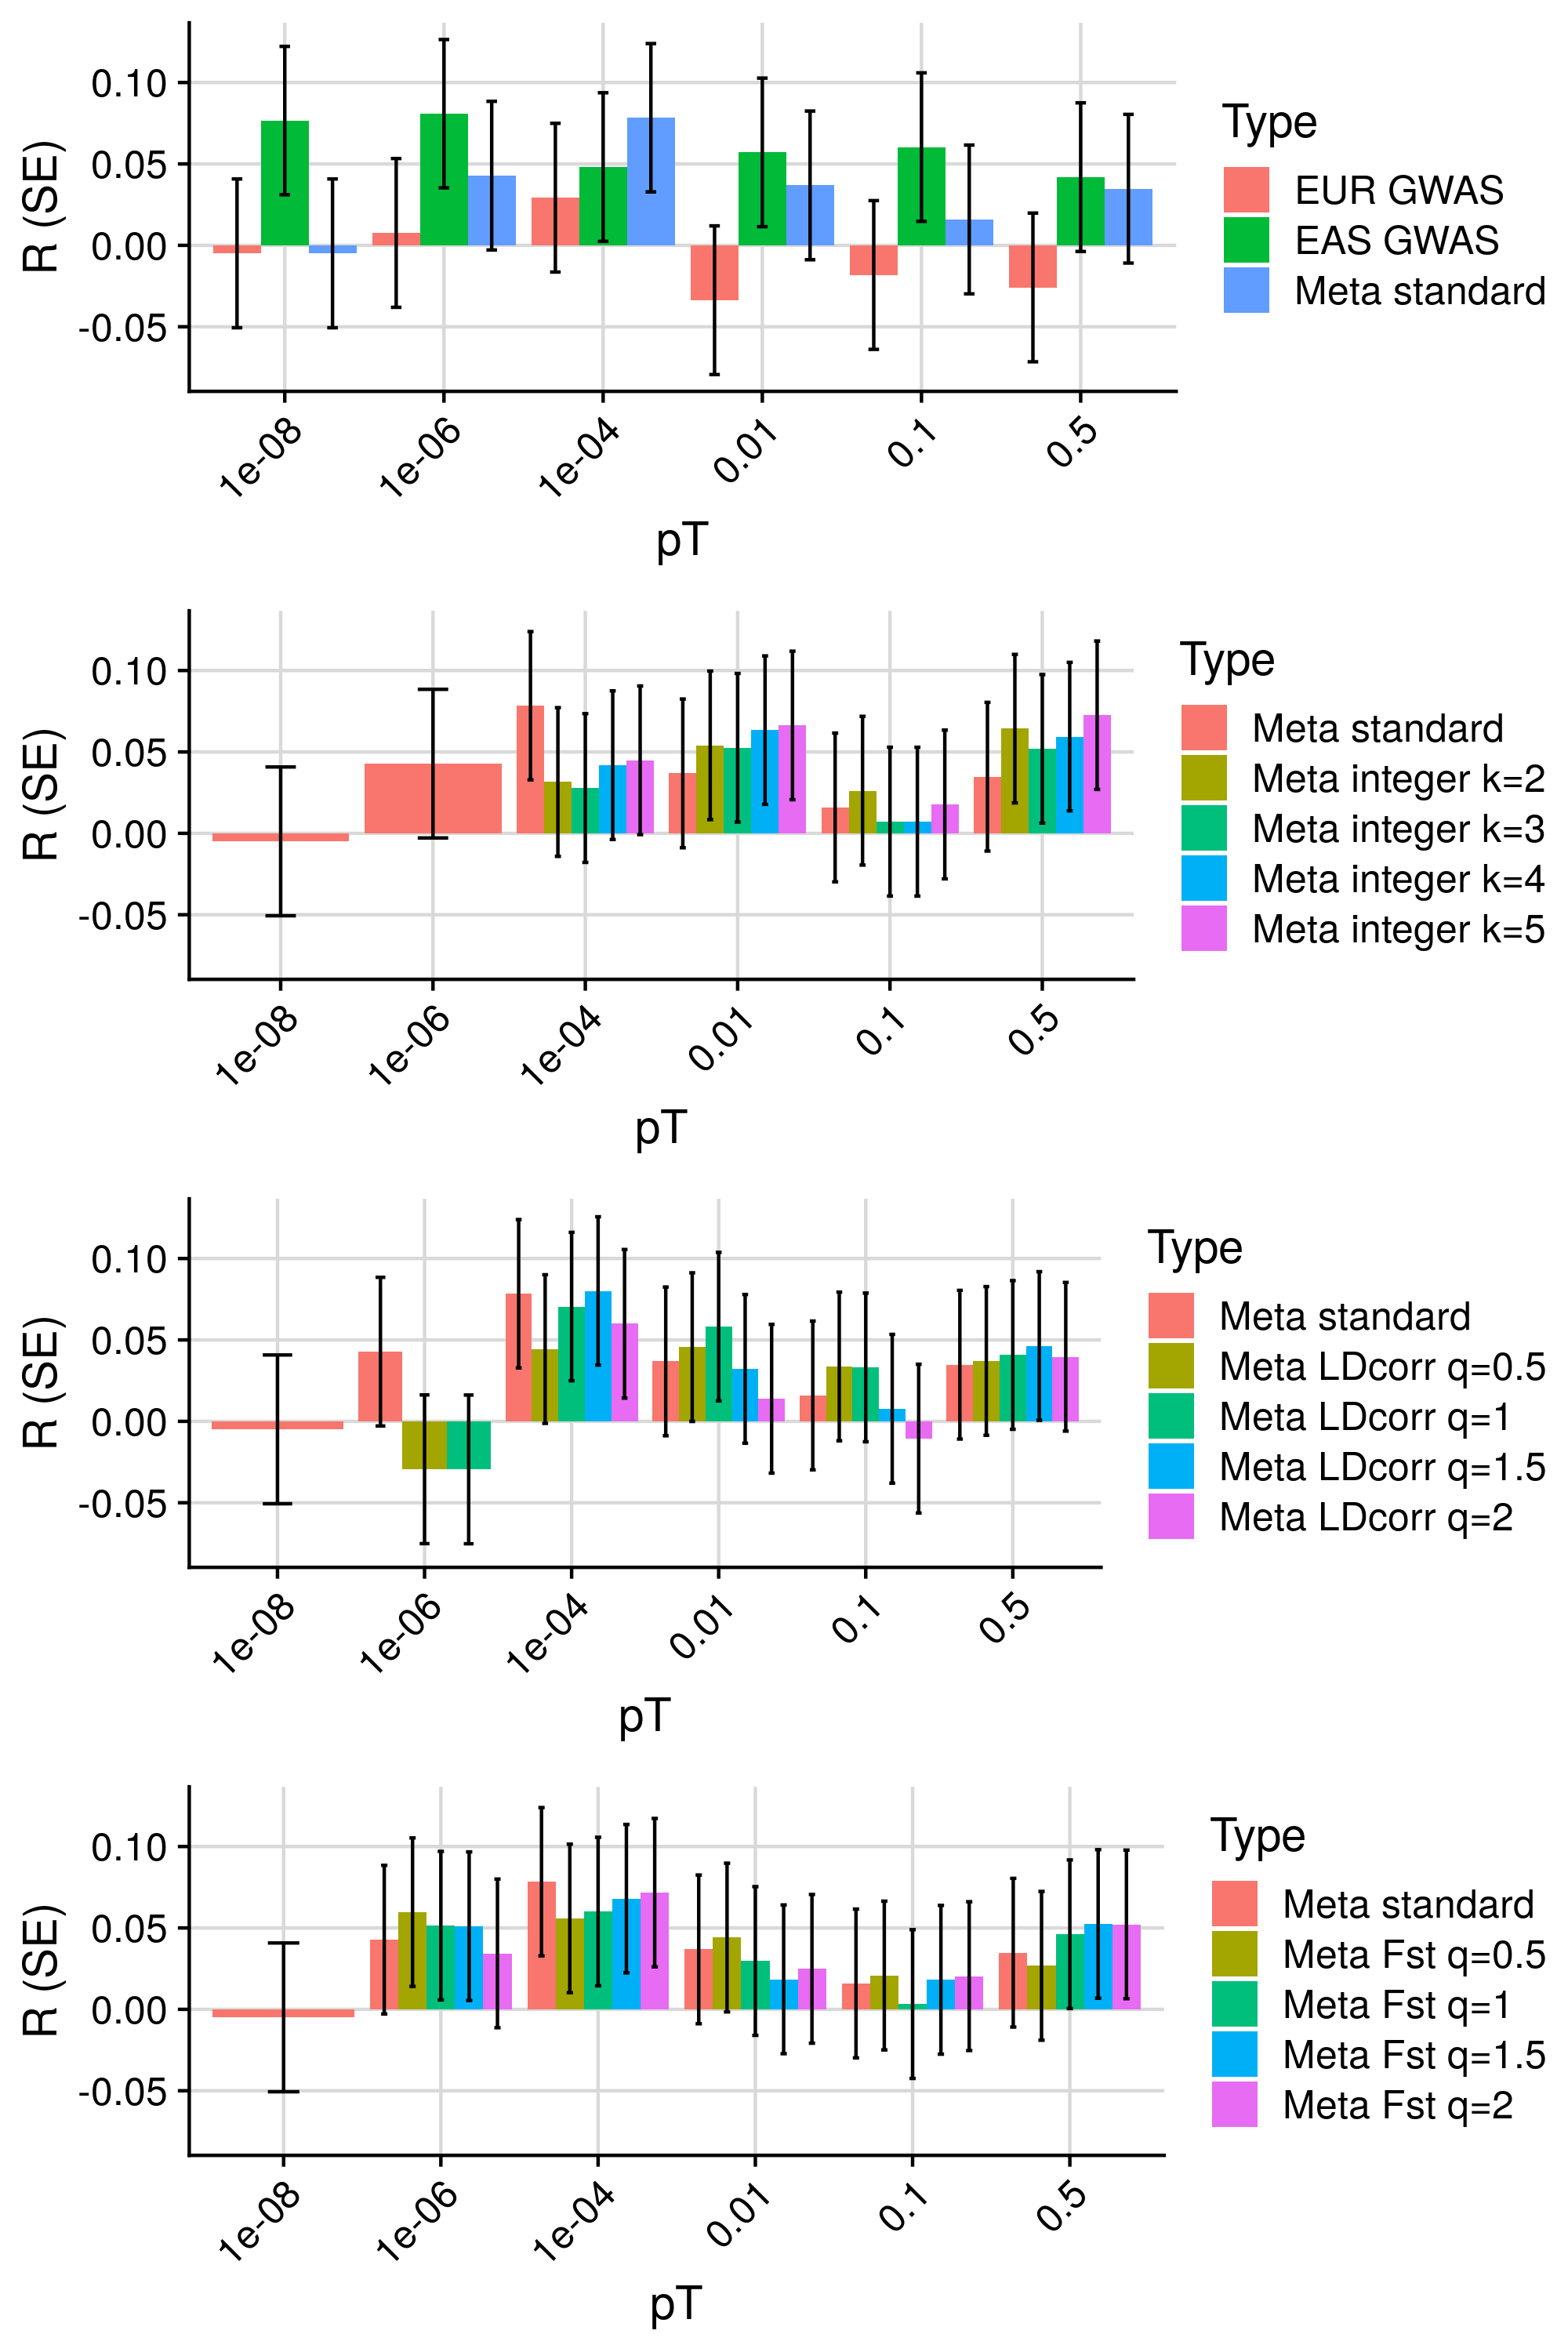 R (SE)
0.10
0.05
0.00
-0.05
1e-08
1e-06
1e-04
0.01
0.1
0.5
pT
Type
EUR GWAS
EAS GWAS
Meta standard
R (SE)
0.10
0.05
0.00
-0.05
1e-08
1e-06
1e-04
0.01
0.1
0.5
pT
Type
Meta standard
Meta integer k=2
Meta integer k=3
Meta integer k=4
Meta integer k=5
R (SE)
0.10
0.05
0.00
-0.05
1e-08
1e-06
1e-04
0.01
0.1
0.5
pT
Type
Meta standard
Meta LDcorr q=0.5
Meta LDcorr q=1
Meta LDcorr q=1.5
Meta LDcorr q=2
R (SE)
0.10
0.05
0.00
-0.05
1e-08
1e-06
1e-04
0.01
0.1
0.5
pT
Type
Meta standard
Meta Fst q=0.5
Meta Fst q=1
Meta Fst q=1.5
Meta Fst q=2